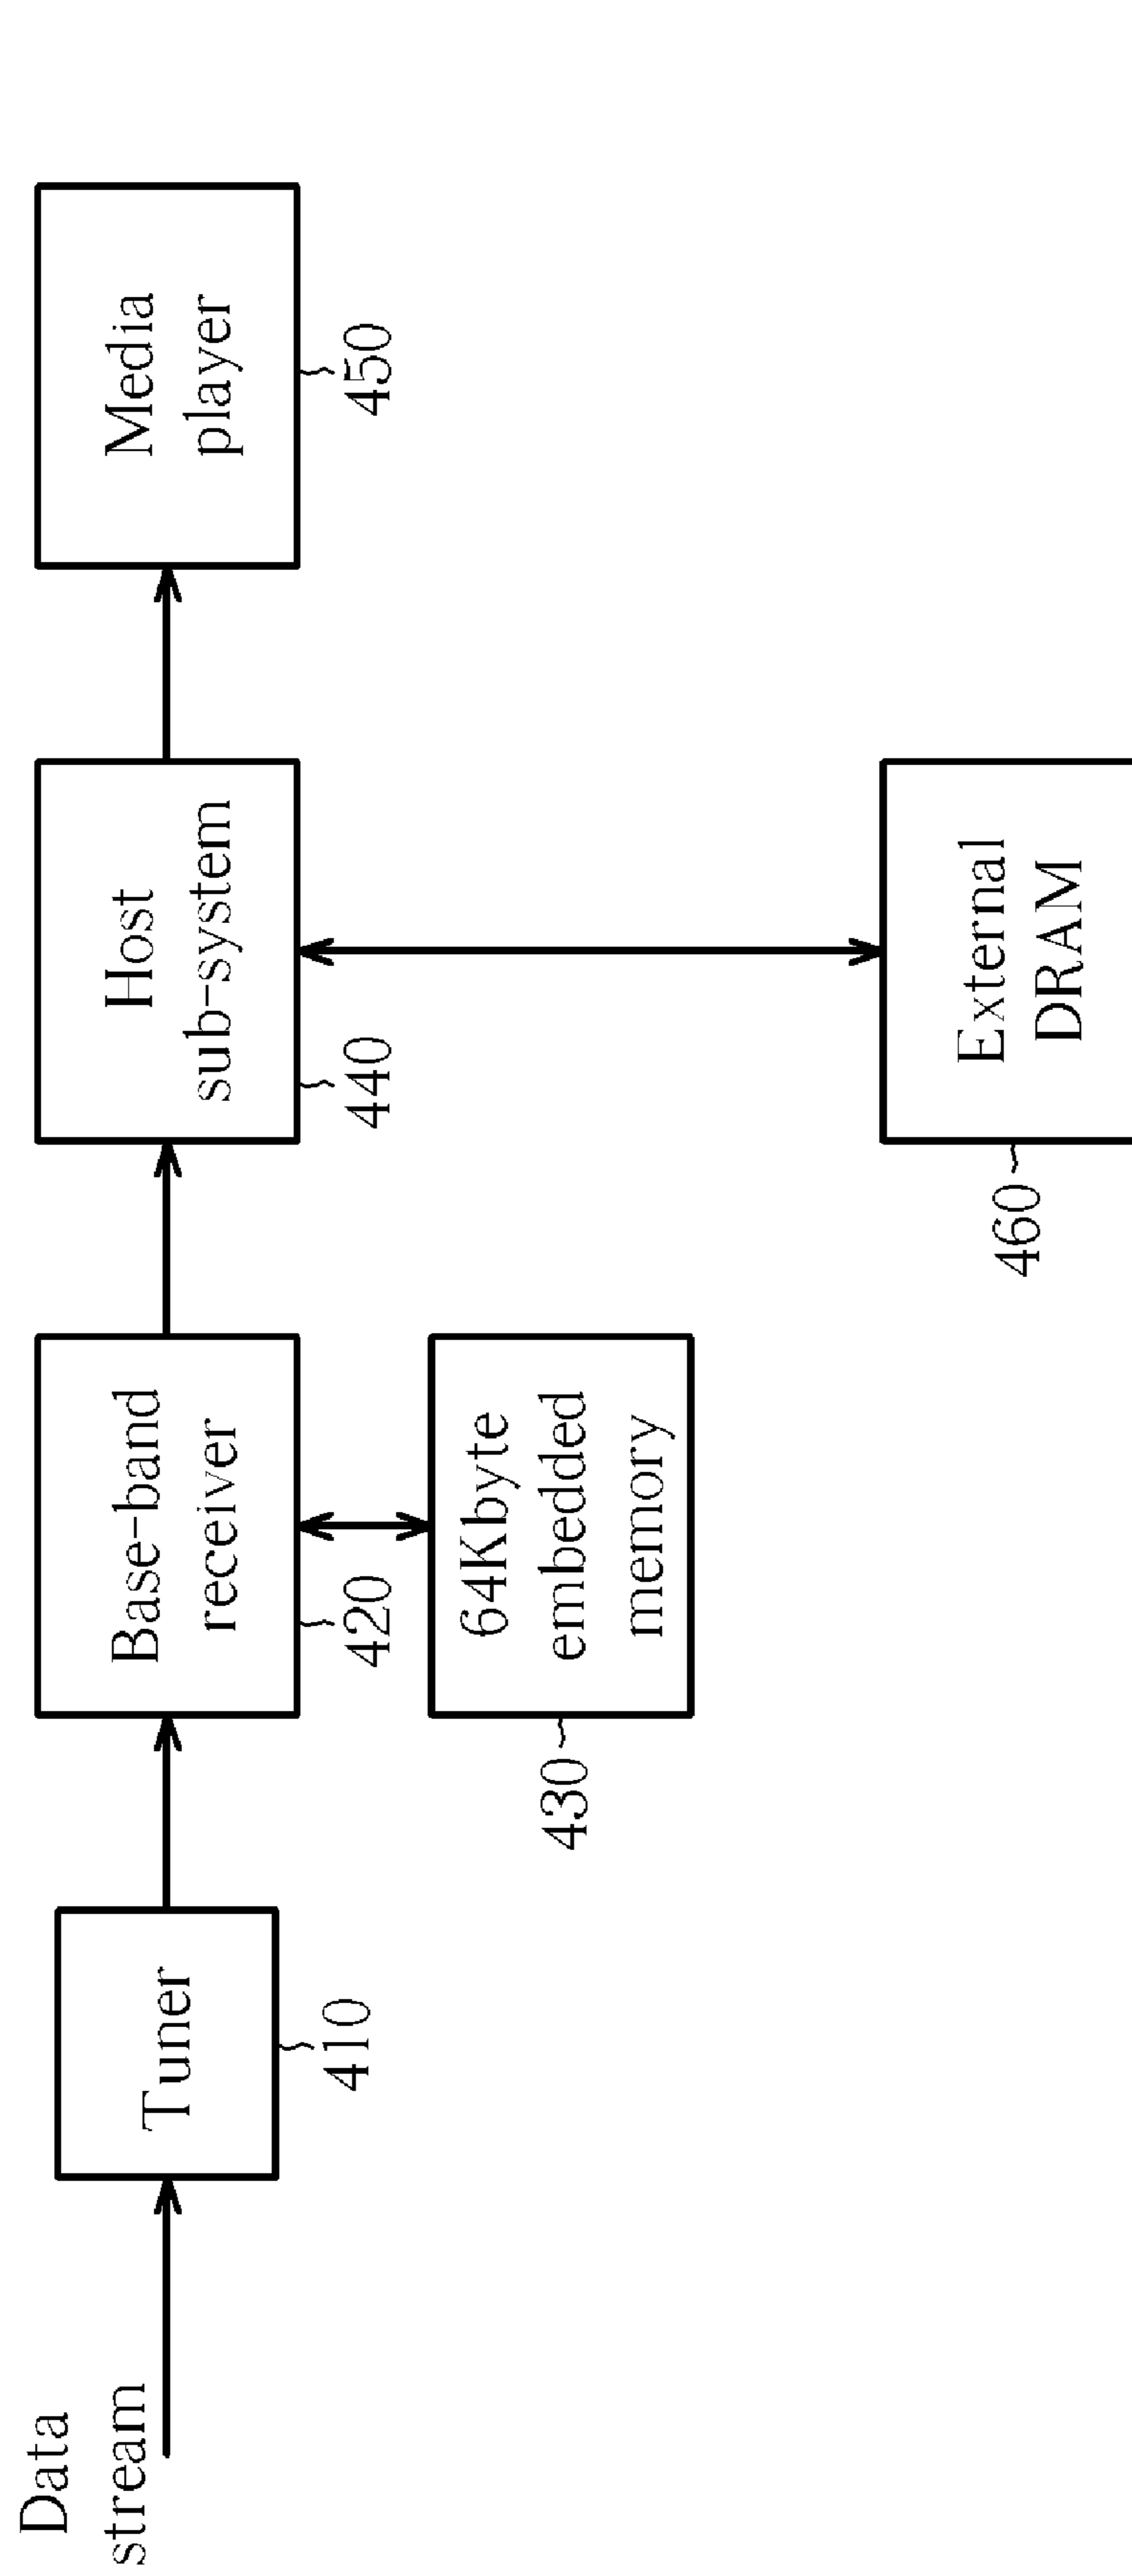 Data
stream
Tuner
410
Base-band
receiver
420
64Kbyte
embedded
memory
430
Host
sub-system
440
Media
player
450
External
DRAM
460